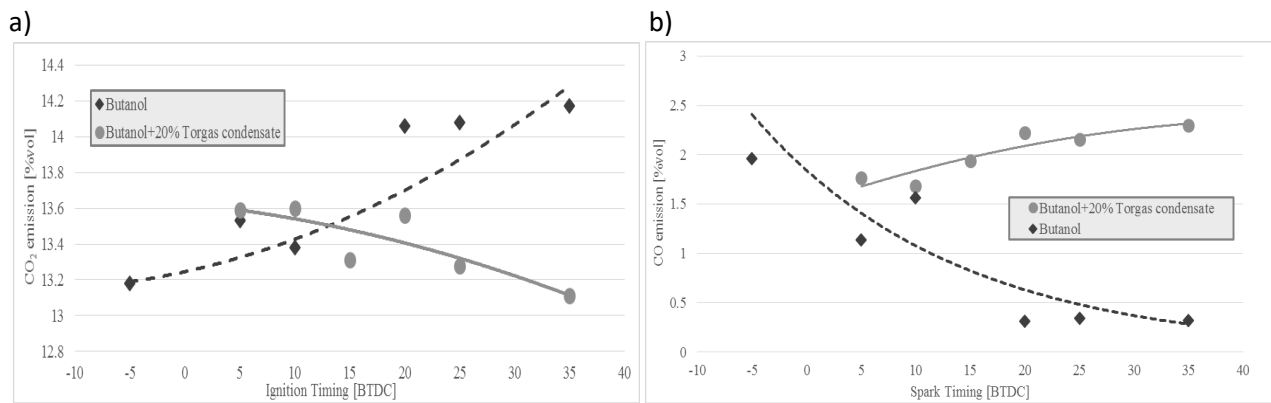 a)
CO₂ emission [%vol]
14.4
14.2
14
13.8
13.6
13.4
13.2
13
12.8
Butanol
Butanol+20% Torgas condensate
-10 -5 0 5 10 15 20 25 30 35 40
Ignition Timing [BTDC]
b)
CO emission [%vol]
3
2.5
2
1.5
1
0.5
0
Butanol+20% Torgas condensate
Butanol
-10 -5 0 5 10 15 20 25 30 35 40
Spark Timing [BTDC]